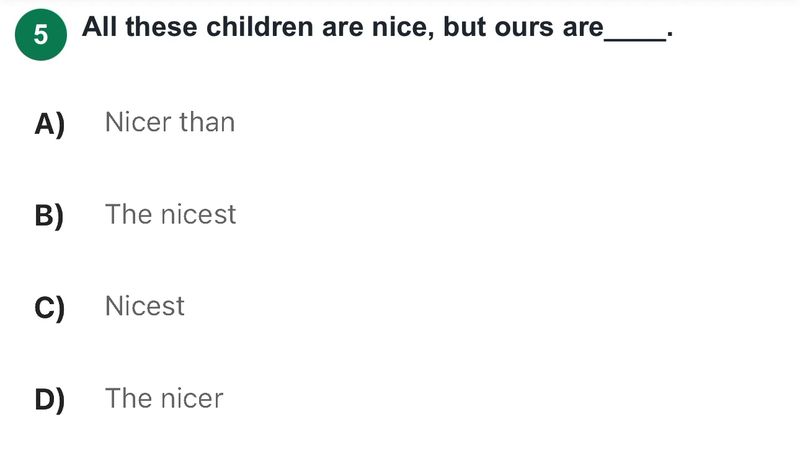 5 All these children are nice, but ours are____.
A) Nicer than
B) The nicest
C) Nicest
D) The nicer